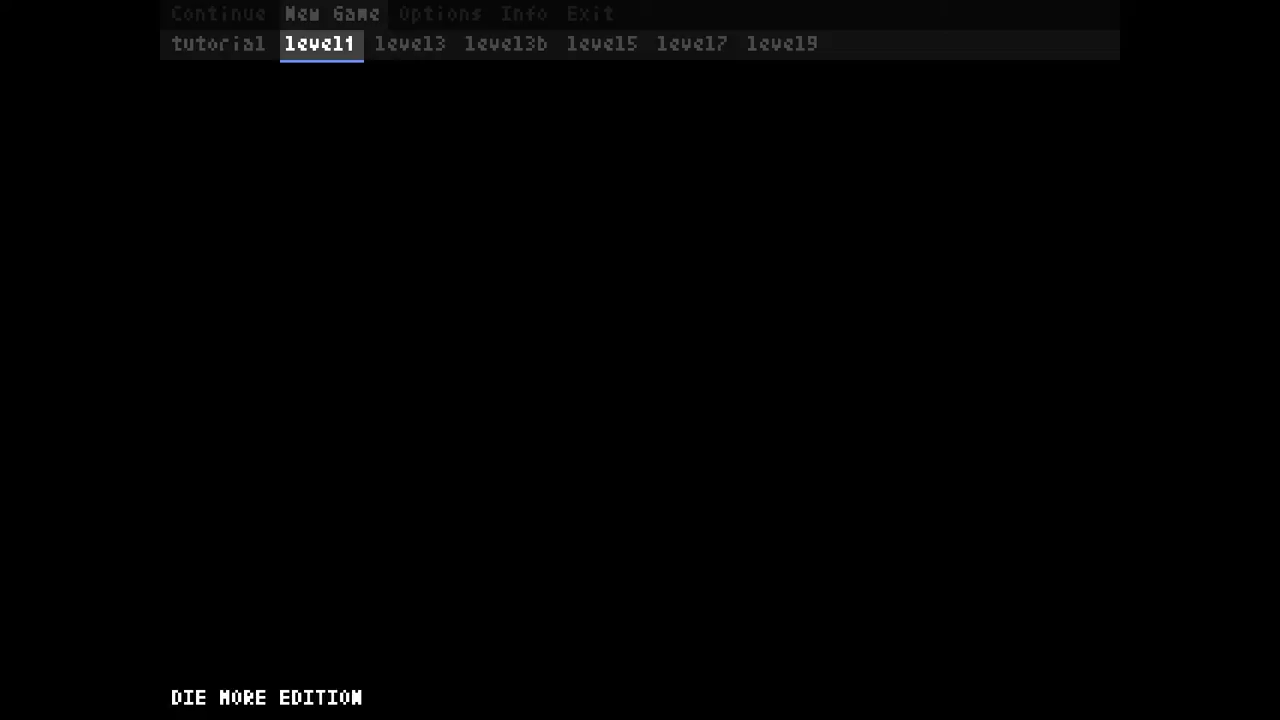 Continue New Game Options Info Exit
tutorial level1 level3 level3b level5 level7 level9
DIE MORE EDITION